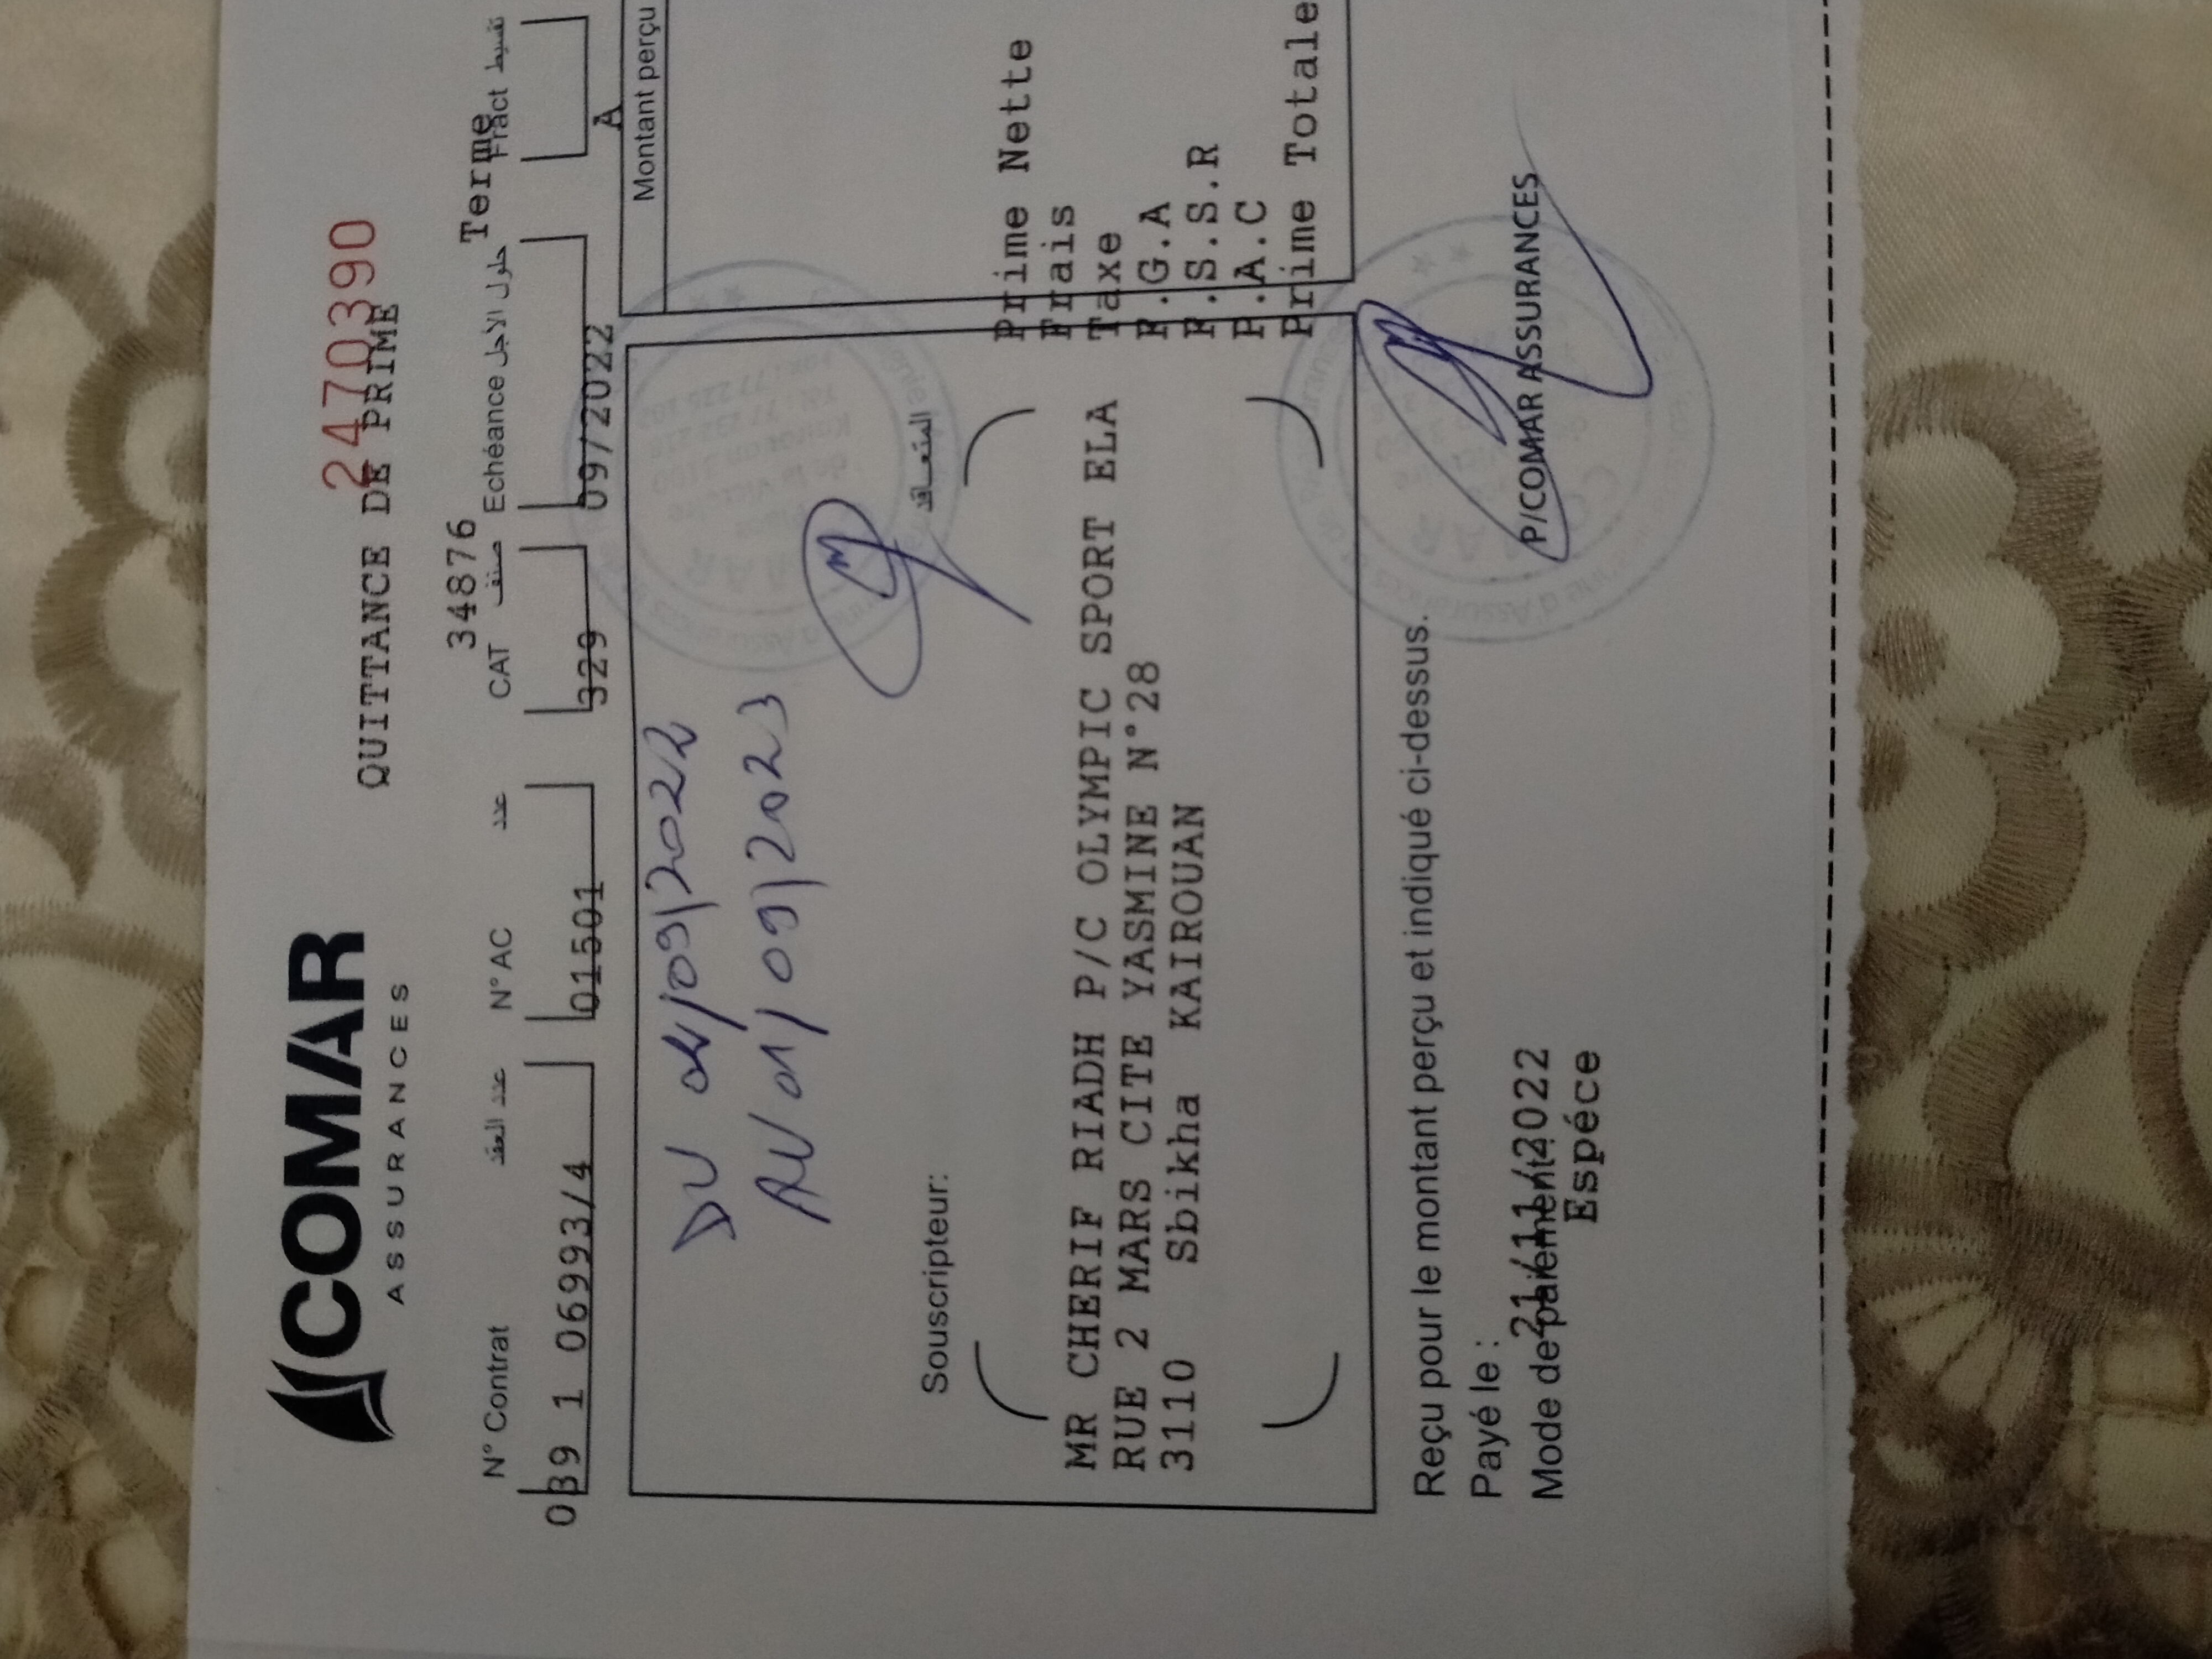 COMAR
ASSURANCES
2470390
QUITTANCE DE PRIME
34876
Terme
N° Contrat عدد العقد N° AC عدد CAT صنف Echéance حلول الأجل Fract تقسيط
039 1 06993/4 01501 329 09/2022 A
Montant perçu
DU 02/09/2022
AU 01/09/2023
Souscripteur: المتعاقد
Prime Nette
Frais
Taxe
F.G.A
F.S.S.R
P.A.C
Prime Totale
MR CHERIF RIADH P/C OLYMPIC SPORT ELA
RUE 2 MARS CITE YASMINE N°28
3110 Sbikha KAIROUAN
Reçu pour le montant perçu et indiqué ci-dessus.
Payé le : 21/11/2022
Mode de paiement: Espéce
P/COMAR ASSURANCES